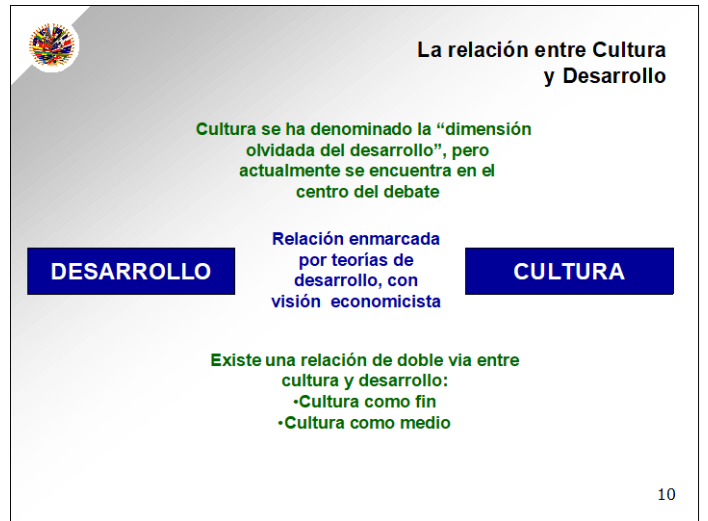 La relación entre Cultura
y Desarrollo
Cultura se ha denominado la “dimensión
olvidada del desarrollo”, pero
actualmente se encuentra en el
centro del debate
Relación enmarcada
por teorías de
desarrollo, con
visión economicista
DESARROLLO
CULTURA
Existe una relación de doble via entre
cultura y desarrollo:
•Cultura como fin
•Cultura como medio
10